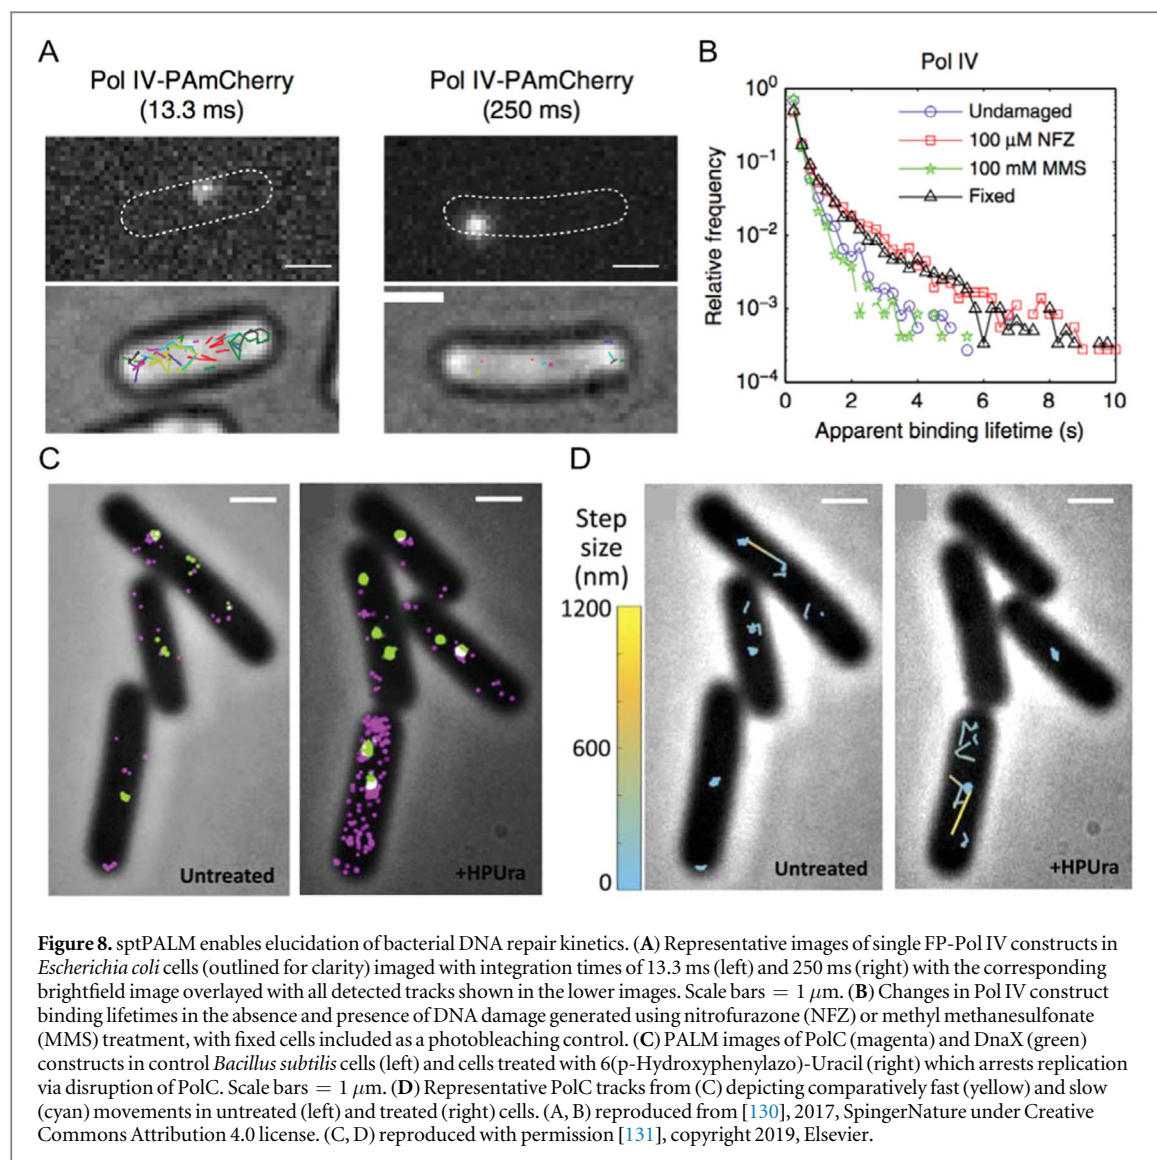 A
Pol IV-PAmCherry
(13.3 ms)
Pol IV-PAmCherry
(250 ms)
B
Pol IV
Undamaged
100 µM NFZ
100 mM MMS
Fixed
Relative frequency
10⁰
10⁻¹
10⁻²
10⁻³
10⁻⁴
0 2 4 6 8 10
Apparent binding lifetime (s)
C
Untreated
+HPUra
D
Step
size
(nm)
1200
600
0
Untreated
+HPUra
Figure 8. sptPALM enables elucidation of bacterial DNA repair kinetics. (A) Representative images of single FP-Pol IV constructs in
Escherichia coli cells (outlined for clarity) imaged with integration times of 13.3 ms (left) and 250 ms (right) with the corresponding
brightfield image overlayed with all detected tracks shown in the lower images. Scale bars = 1 µm. (B) Changes in Pol IV construct
binding lifetimes in the absence and presence of DNA damage generated using nitrofurazone (NFZ) or methyl methanesulfonate
(MMS) treatment, with fixed cells included as a photobleaching control. (C) PALM images of PolC (magenta) and DnaX (green)
constructs in control Bacillus subtilis cells (left) and cells treated with 6(p-Hydroxyphenylazo)-Uracil (right) which arrests replication
via disruption of PolC. Scale bars = 1 µm. (D) Representative PolC tracks from (C) depicting comparatively fast (yellow) and slow
(cyan) movements in untreated (left) and treated (right) cells. (A, B) reproduced from [130], 2017, SpingerNature under Creative
Commons Attribution 4.0 license. (C, D) reproduced with permission [131], copyright 2019, Elsevier.